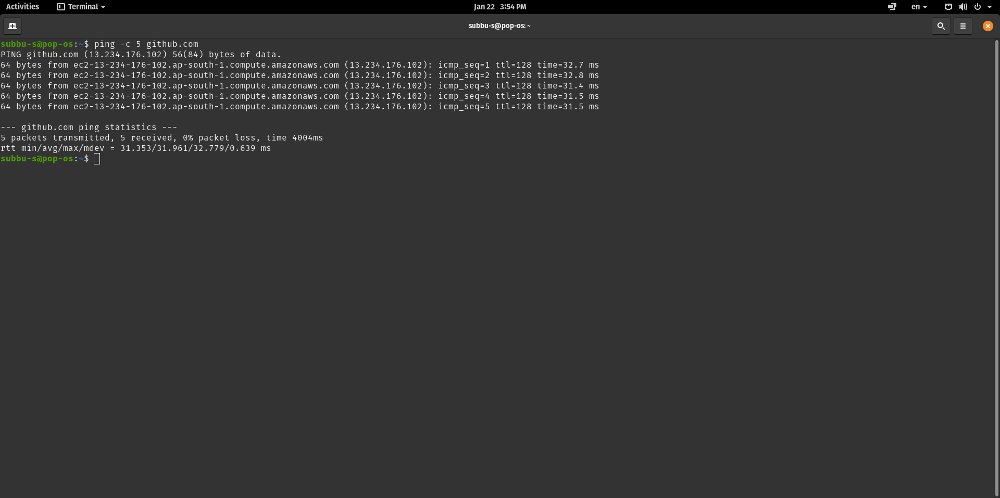 Activities Terminal Jan 22 3:54 PM en
subbu-s@pop-os: ~
subbu-s@pop-os:~$ ping -c 5 github.com
PING github.com (13.234.176.102) 56(84) bytes of data.
64 bytes from ec2-13-234-176-102.ap-south-1.compute.amazonaws.com (13.234.176.102): icmp_seq=1 ttl=128 time=32.7 ms
64 bytes from ec2-13-234-176-102.ap-south-1.compute.amazonaws.com (13.234.176.102): icmp_seq=2 ttl=128 time=32.8 ms
64 bytes from ec2-13-234-176-102.ap-south-1.compute.amazonaws.com (13.234.176.102): icmp_seq=3 ttl=128 time=31.4 ms
64 bytes from ec2-13-234-176-102.ap-south-1.compute.amazonaws.com (13.234.176.102): icmp_seq=4 ttl=128 time=31.5 ms
64 bytes from ec2-13-234-176-102.ap-south-1.compute.amazonaws.com (13.234.176.102): icmp_seq=5 ttl=128 time=31.5 ms
--- github.com ping statistics ---
5 packets transmitted, 5 received, 0% packet loss, time 4004ms
rtt min/avg/max/mdev = 31.353/31.961/32.779/0.639 ms
subbu-s@pop-os:~$